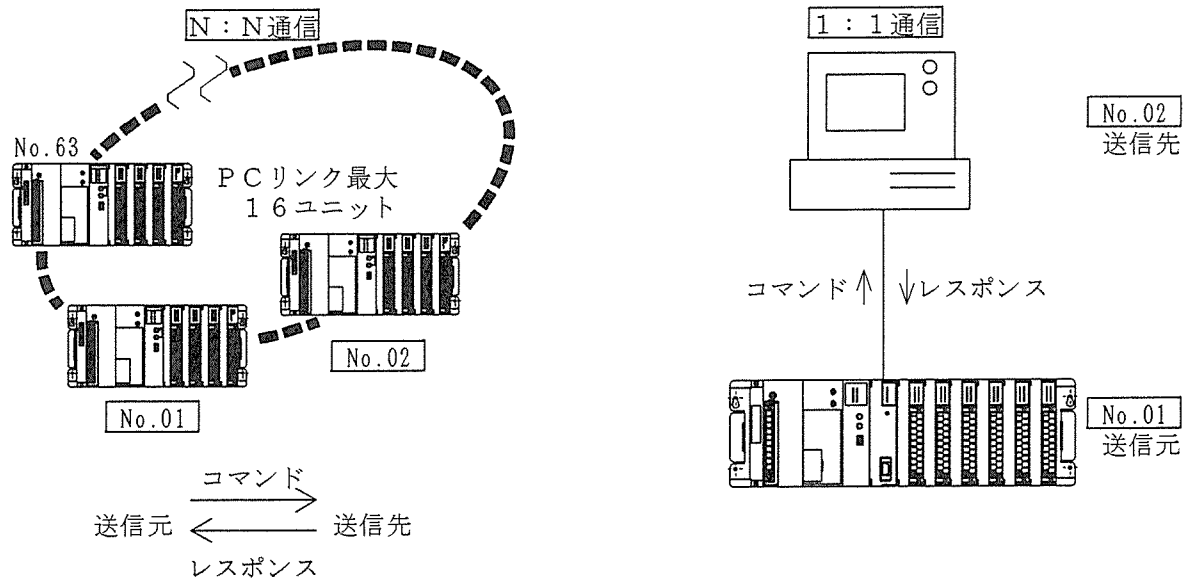 N：N通信
No.63
PCリンク最大
16ユニット
No.02
No.01
コマンド
送信元
送信先
レスポンス
1：1通信
No.02
送信先
コマンド
レスポンス
No.01
送信元